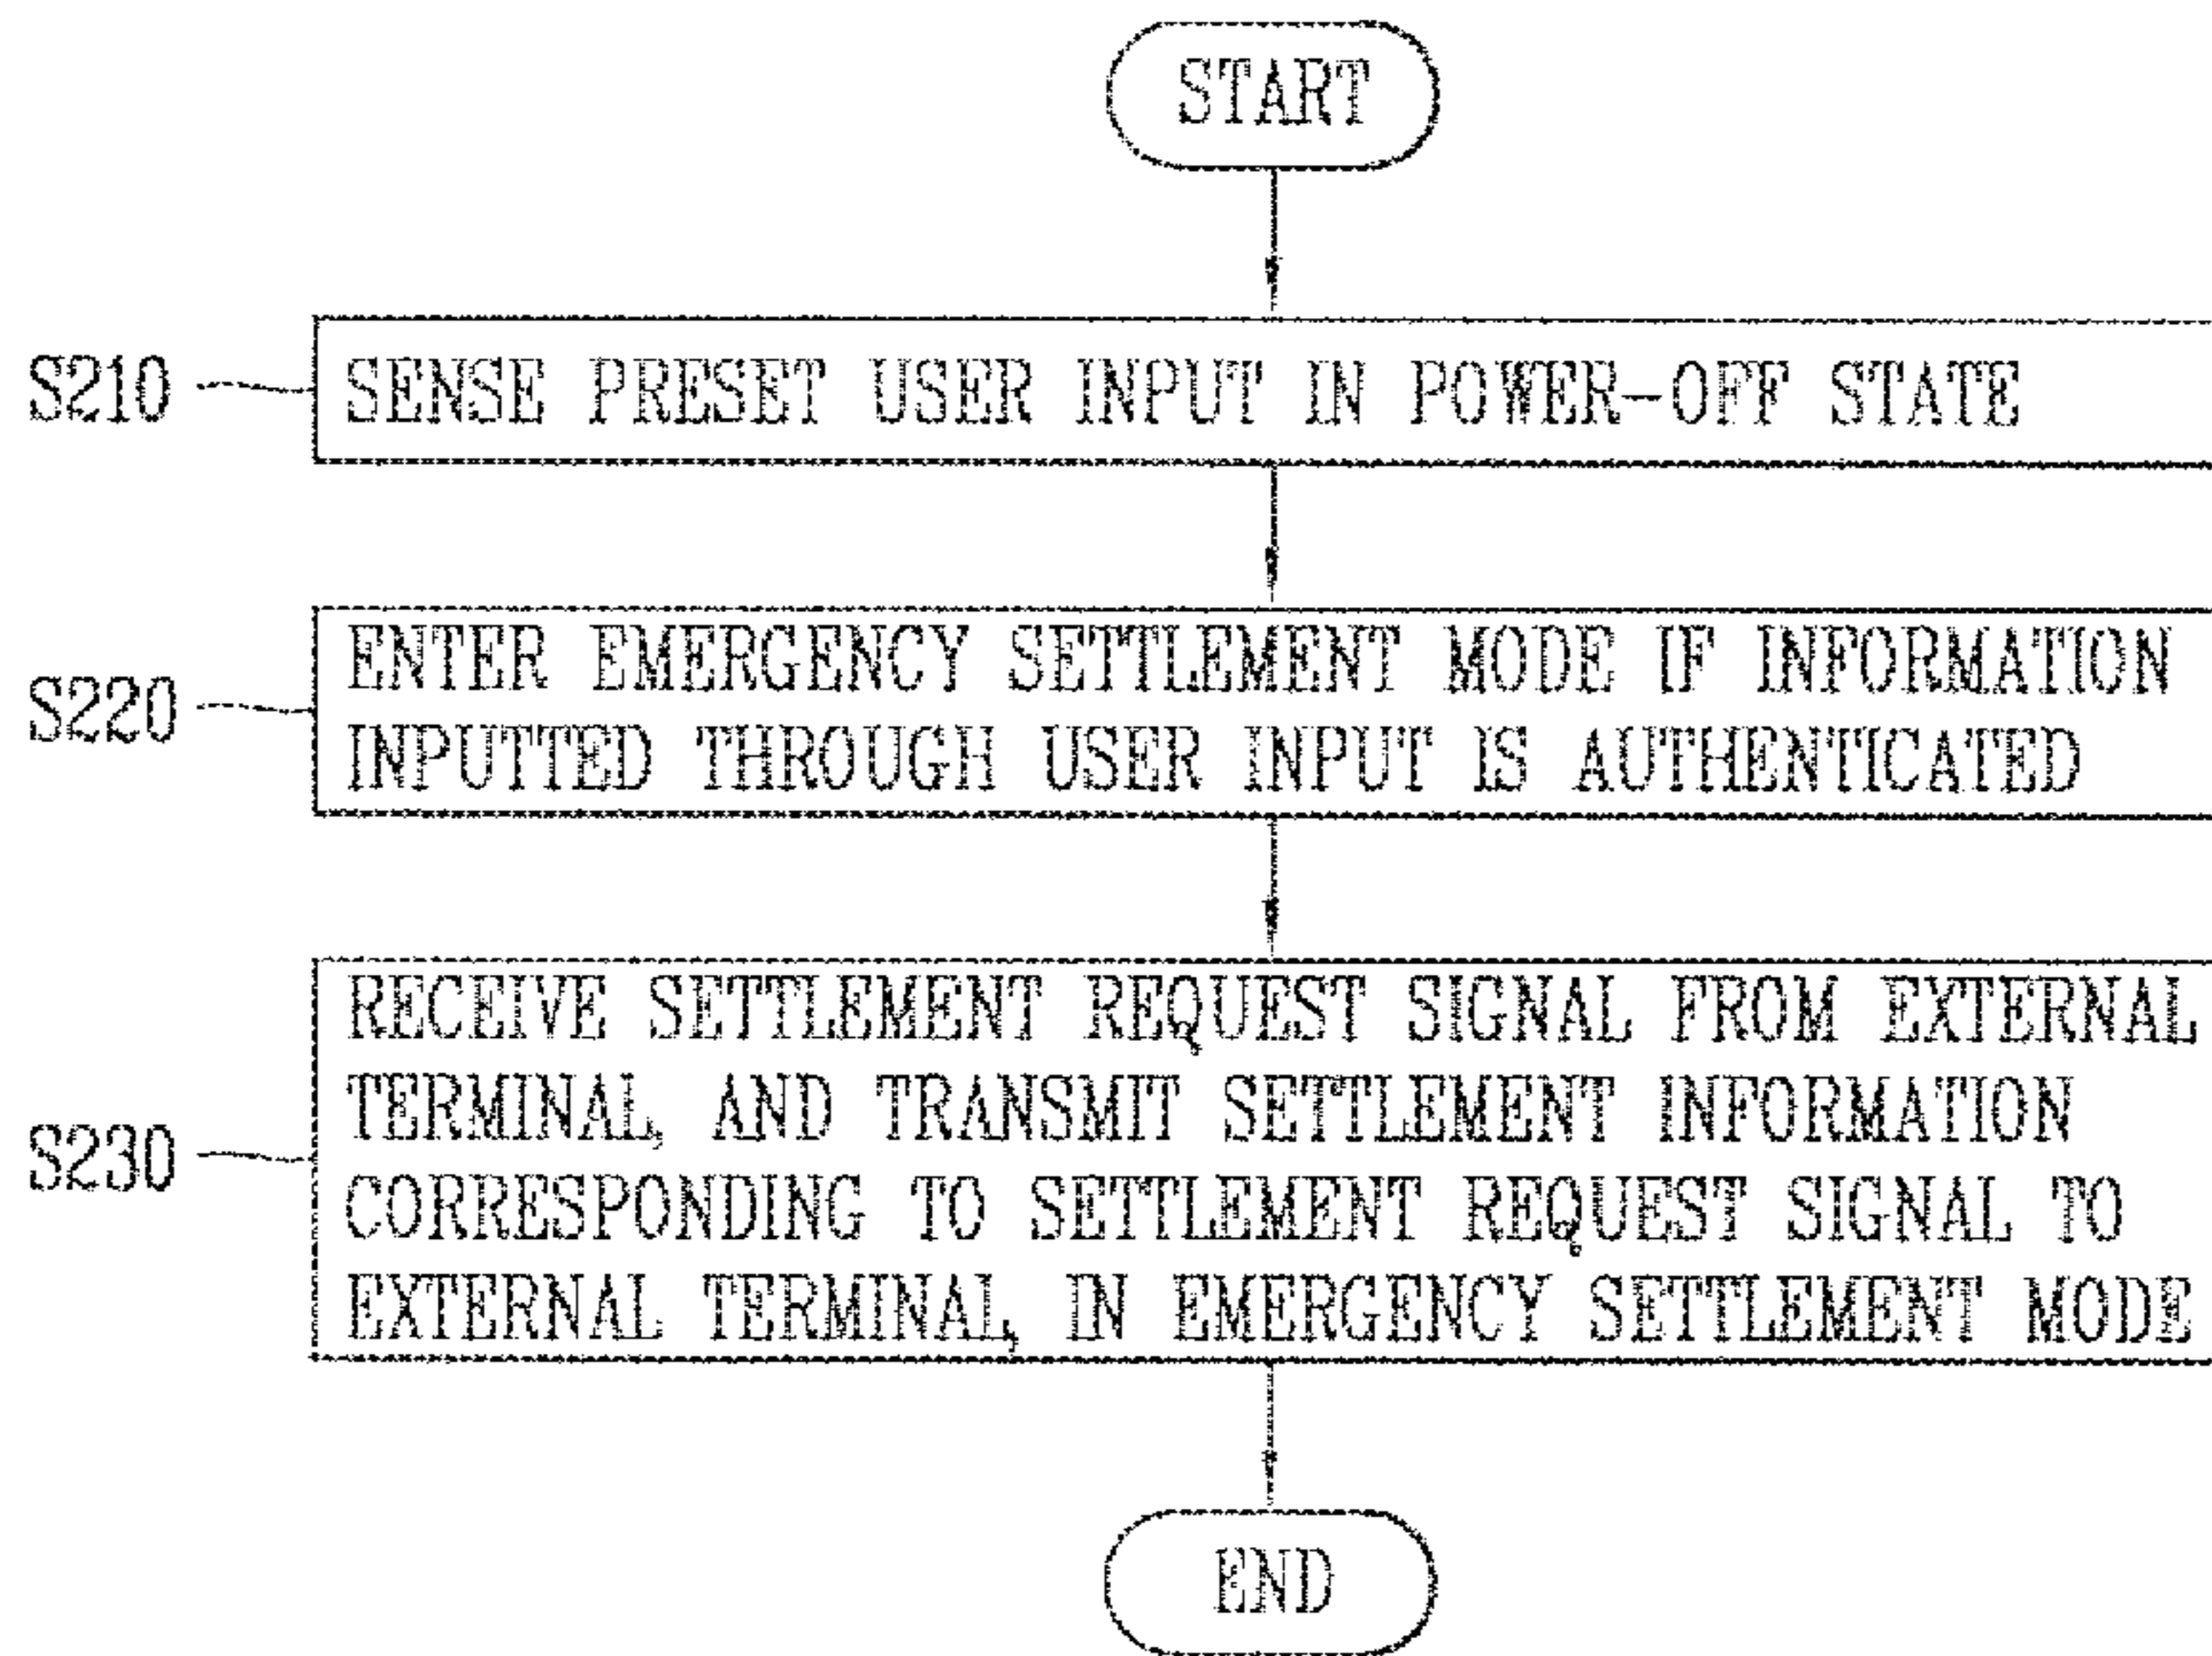 START
S210
SENSE PRESET USER INPUT IN POWER-OFF STATE
S220
ENTER EMERGENCY SETTLEMENT MODE IF INFORMATION
INPUTTED THROUGH USER INPUT IS AUTHENTICATED
S230
RECEIVE SETTLEMENT REQUEST SIGNAL FROM EXTERNAL
TERMINAL, AND TRANSMIT SETTLEMENT INFORMATION
CORRESPONDING TO SETTLEMENT REQUEST SIGNAL TO
EXTERNAL TERMINAL, IN EMERGENCY SETTLEMENT MODE
END